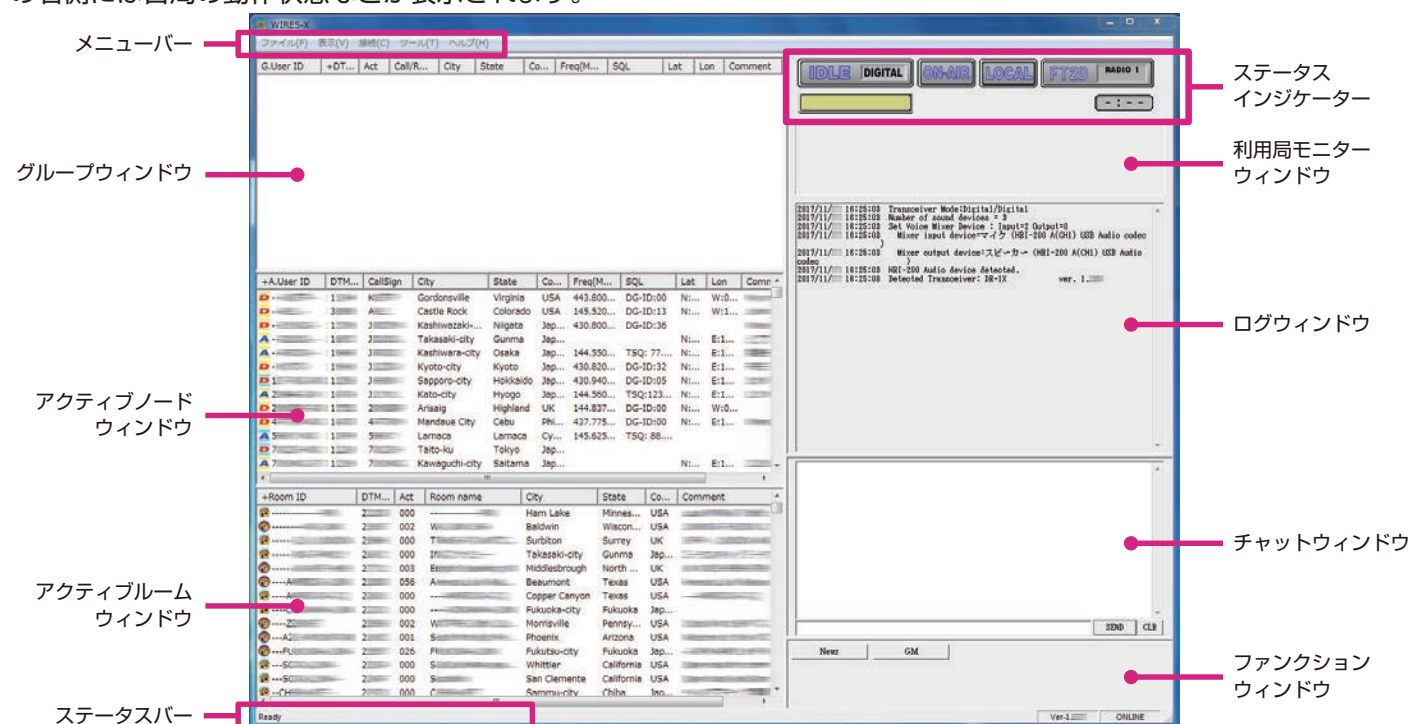 の右側には自局の動作状態などが表示されます。
メニューバー
グループウィンドウ
アクティブノード
ウィンドウ
アクティブルーム
ウィンドウ
ステータスバー
WIRES-X
ファイル(F) 表示(V) 接続(C) ツール(T) ヘルプ(H)
G.User ID +DT... Act Call/R... City State Co... Freq(M... SQL Lat Lon Comment
+A.User ID DTM... CallSign City State Co... Freq(M... SQL Lat Lon Comm
D Gordonsville Virginia USA 443.800... DG-ID:00 N:... W:0...
D Castle Rock Colorado USA 145.520... DG-ID:13 N:... W:1...
D Kashiwazaki-... Niigata Jap... 430.800... DG-ID:36
A Takasaki-city Gunma Jap... N:... E:1...
A Kashiwara-city Osaka Jap... 144.550... TSQ: 77.... N:... E:1...
D Kyoto-city Kyoto Jap... 430.820... DG-ID:32 N:... E:1...
D Sapporo-city Hokkaido Jap... 430.940... DG-ID:05 N:... E:1...
A Kato-city Hyogo Jap... 144.560... TSQ:123... N:... E:1...
D Arisaig Highland UK 144.837... DG-ID:00 N:... W:0...
D Mandaue City Cebu Phi... 437.775... DG-ID:00 N:... E:1...
A Larnaca Larnaca Cy... 145.625... TSQ: 88....
D Taito-ku Tokyo Jap...
A Kawaguchi-city Saitama Jap... N:... E:1...
+Room ID DTM... Act Room name City State Co... Comment
000 Ham Lake Minnes... USA
002 Baldwin Wiscon... USA
000 Surbiton Surrey UK
000 Takasaki-city Gunma Jap...
003 Middlesbrough North ... UK
056 Beaumont Texas USA
000 Copper Canyon Texas USA
000 Fukuoka-city Fukuoka Jap...
002 Morrisville Pennsy... USA
001 Phoenix Arizona USA
026 Fukutsu-city Fukuoka Jap...
000 Whittier California USA
000 San Clemente California USA
000 Sammu-city Chiba Jap...
Ready
IDLE DIGITAL ON-AIR LOCAL FT2D RADIO 1
- : - -
2017/11/ 16:25:03 Transceiver Mode:Digital/Digital
2017/11/ 16:25:03 Number of sound devices = 3
2017/11/ 16:25:03 Set Voice Mixer Device : Input=2 Output=0
2017/11/ 16:25:03 Mixer input device=マイク (HRI-200 A(CH1) USB Audio codec
)
2017/11/ 16:25:03 Mixer output device=スピーカー (HRI-200 A(CH1) USB Audio
codec )
2017/11/ 16:25:03 HRI-200 Audio device detected.
2017/11/ 16:25:03 Detected Transceiver: DR-1X ver. 1.
SEND CLR
News GM
Ver-1. ONLINE
ステータス
インジケーター
利用局モニター
ウィンドウ
ログウィンドウ
チャットウィンドウ
ファンクション
ウィンドウ